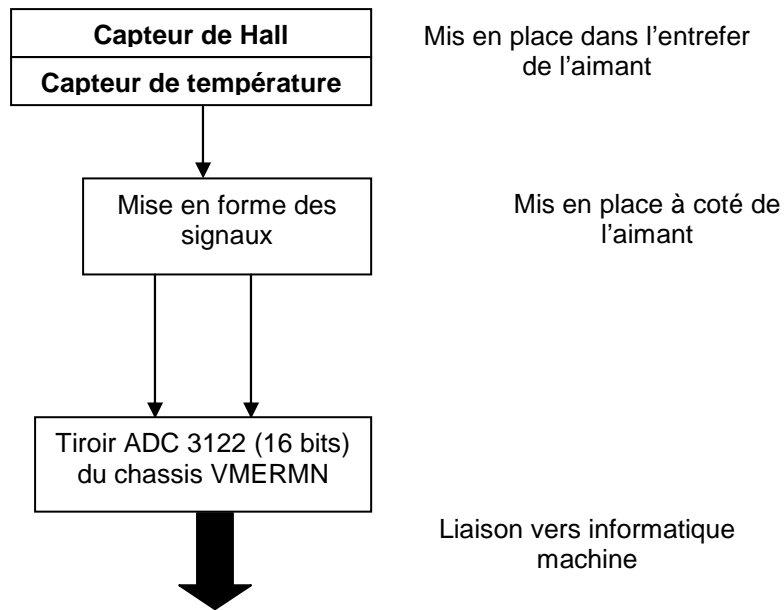 Capteur de Hall
Mis en place dans l’entrefer
de l’aimant
Capteur de température
Mise en forme des
signaux
Mis en place à coté de
l’aimant
Tiroir ADC 3122 (16 bits)
du chassis VMERMN
Liaison vers informatique
machine